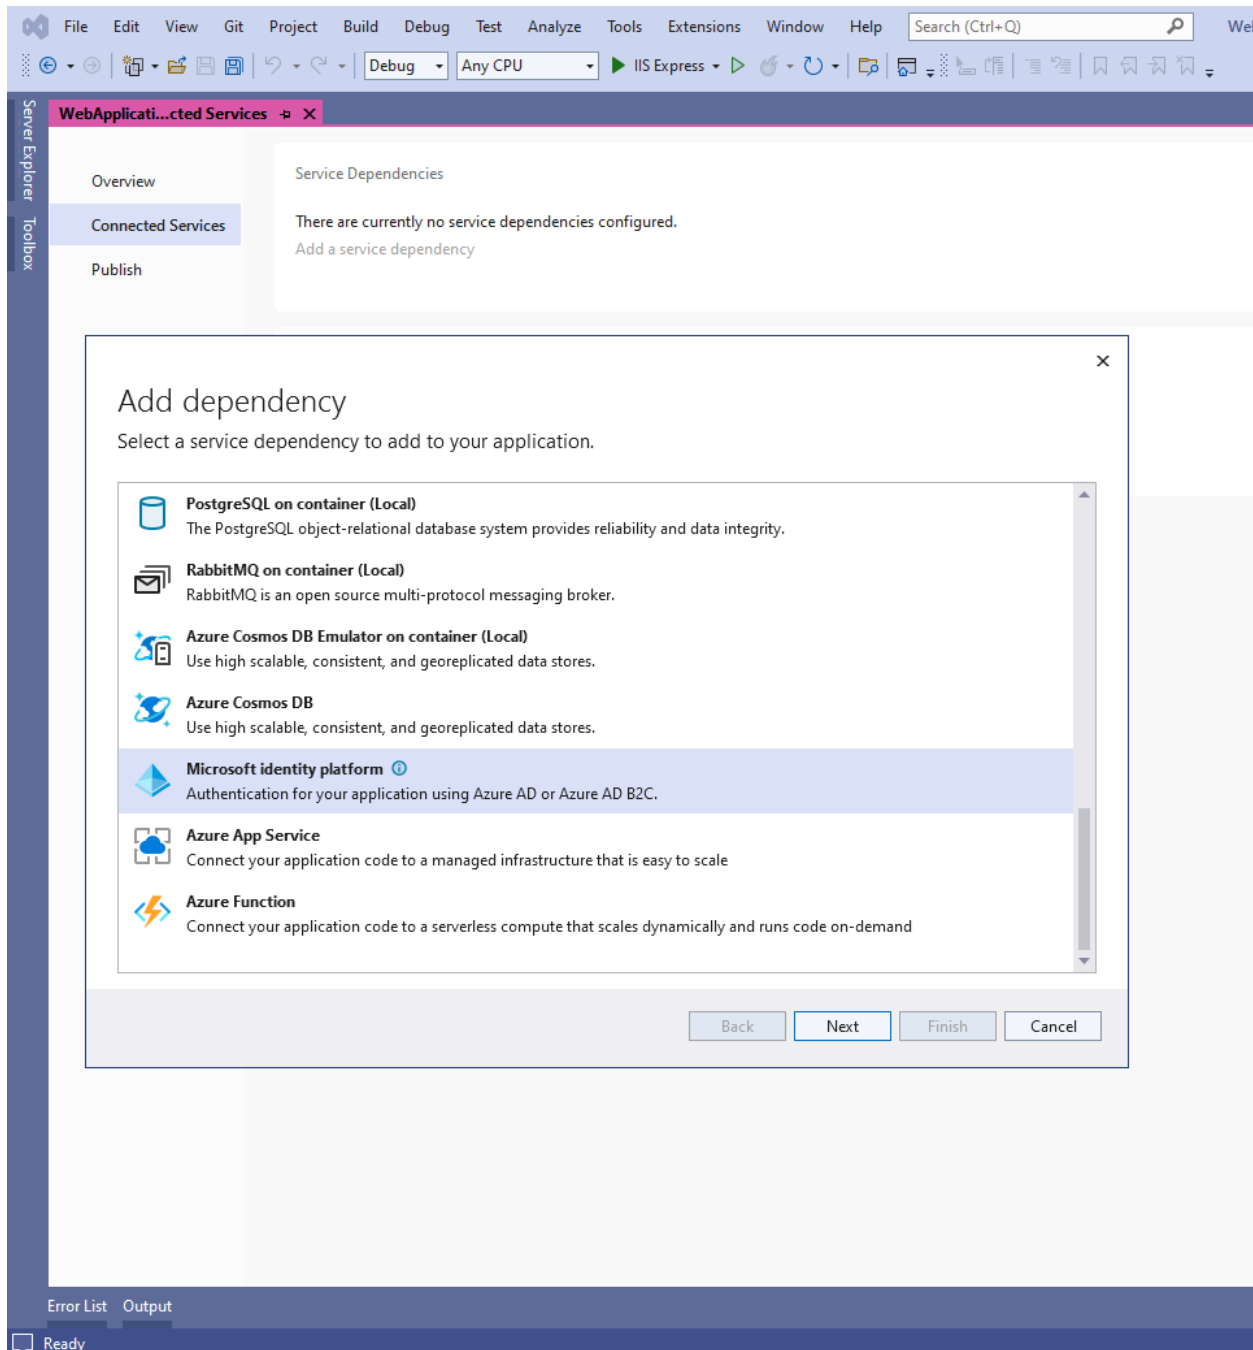 File Edit View Git Project Build Debug Test Analyze Tools Extensions Window Help Search (Ctrl+Q)
Debug Any CPU IIS Express
Server Explorer
Toolbox
WebApplicati...cted Services
Overview
Connected Services
Publish
Service Dependencies
There are currently no service dependencies configured.
Add a service dependency
Add dependency
Select a service dependency to add to your application.
PostgreSQL on container (Local)
The PostgreSQL object-relational database system provides reliability and data integrity.
RabbitMQ on container (Local)
RabbitMQ is an open source multi-protocol messaging broker.
Azure Cosmos DB Emulator on container (Local)
Use high scalable, consistent, and georeplicated data stores.
Azure Cosmos DB
Use high scalable, consistent, and georeplicated data stores.
Microsoft identity platform
Authentication for your application using Azure AD or Azure AD B2C.
Azure App Service
Connect your application code to a managed infrastructure that is easy to scale
Azure Function
Connect your application code to a serverless compute that scales dynamically and runs code on-demand
Back Next Finish Cancel
Error List Output
Ready